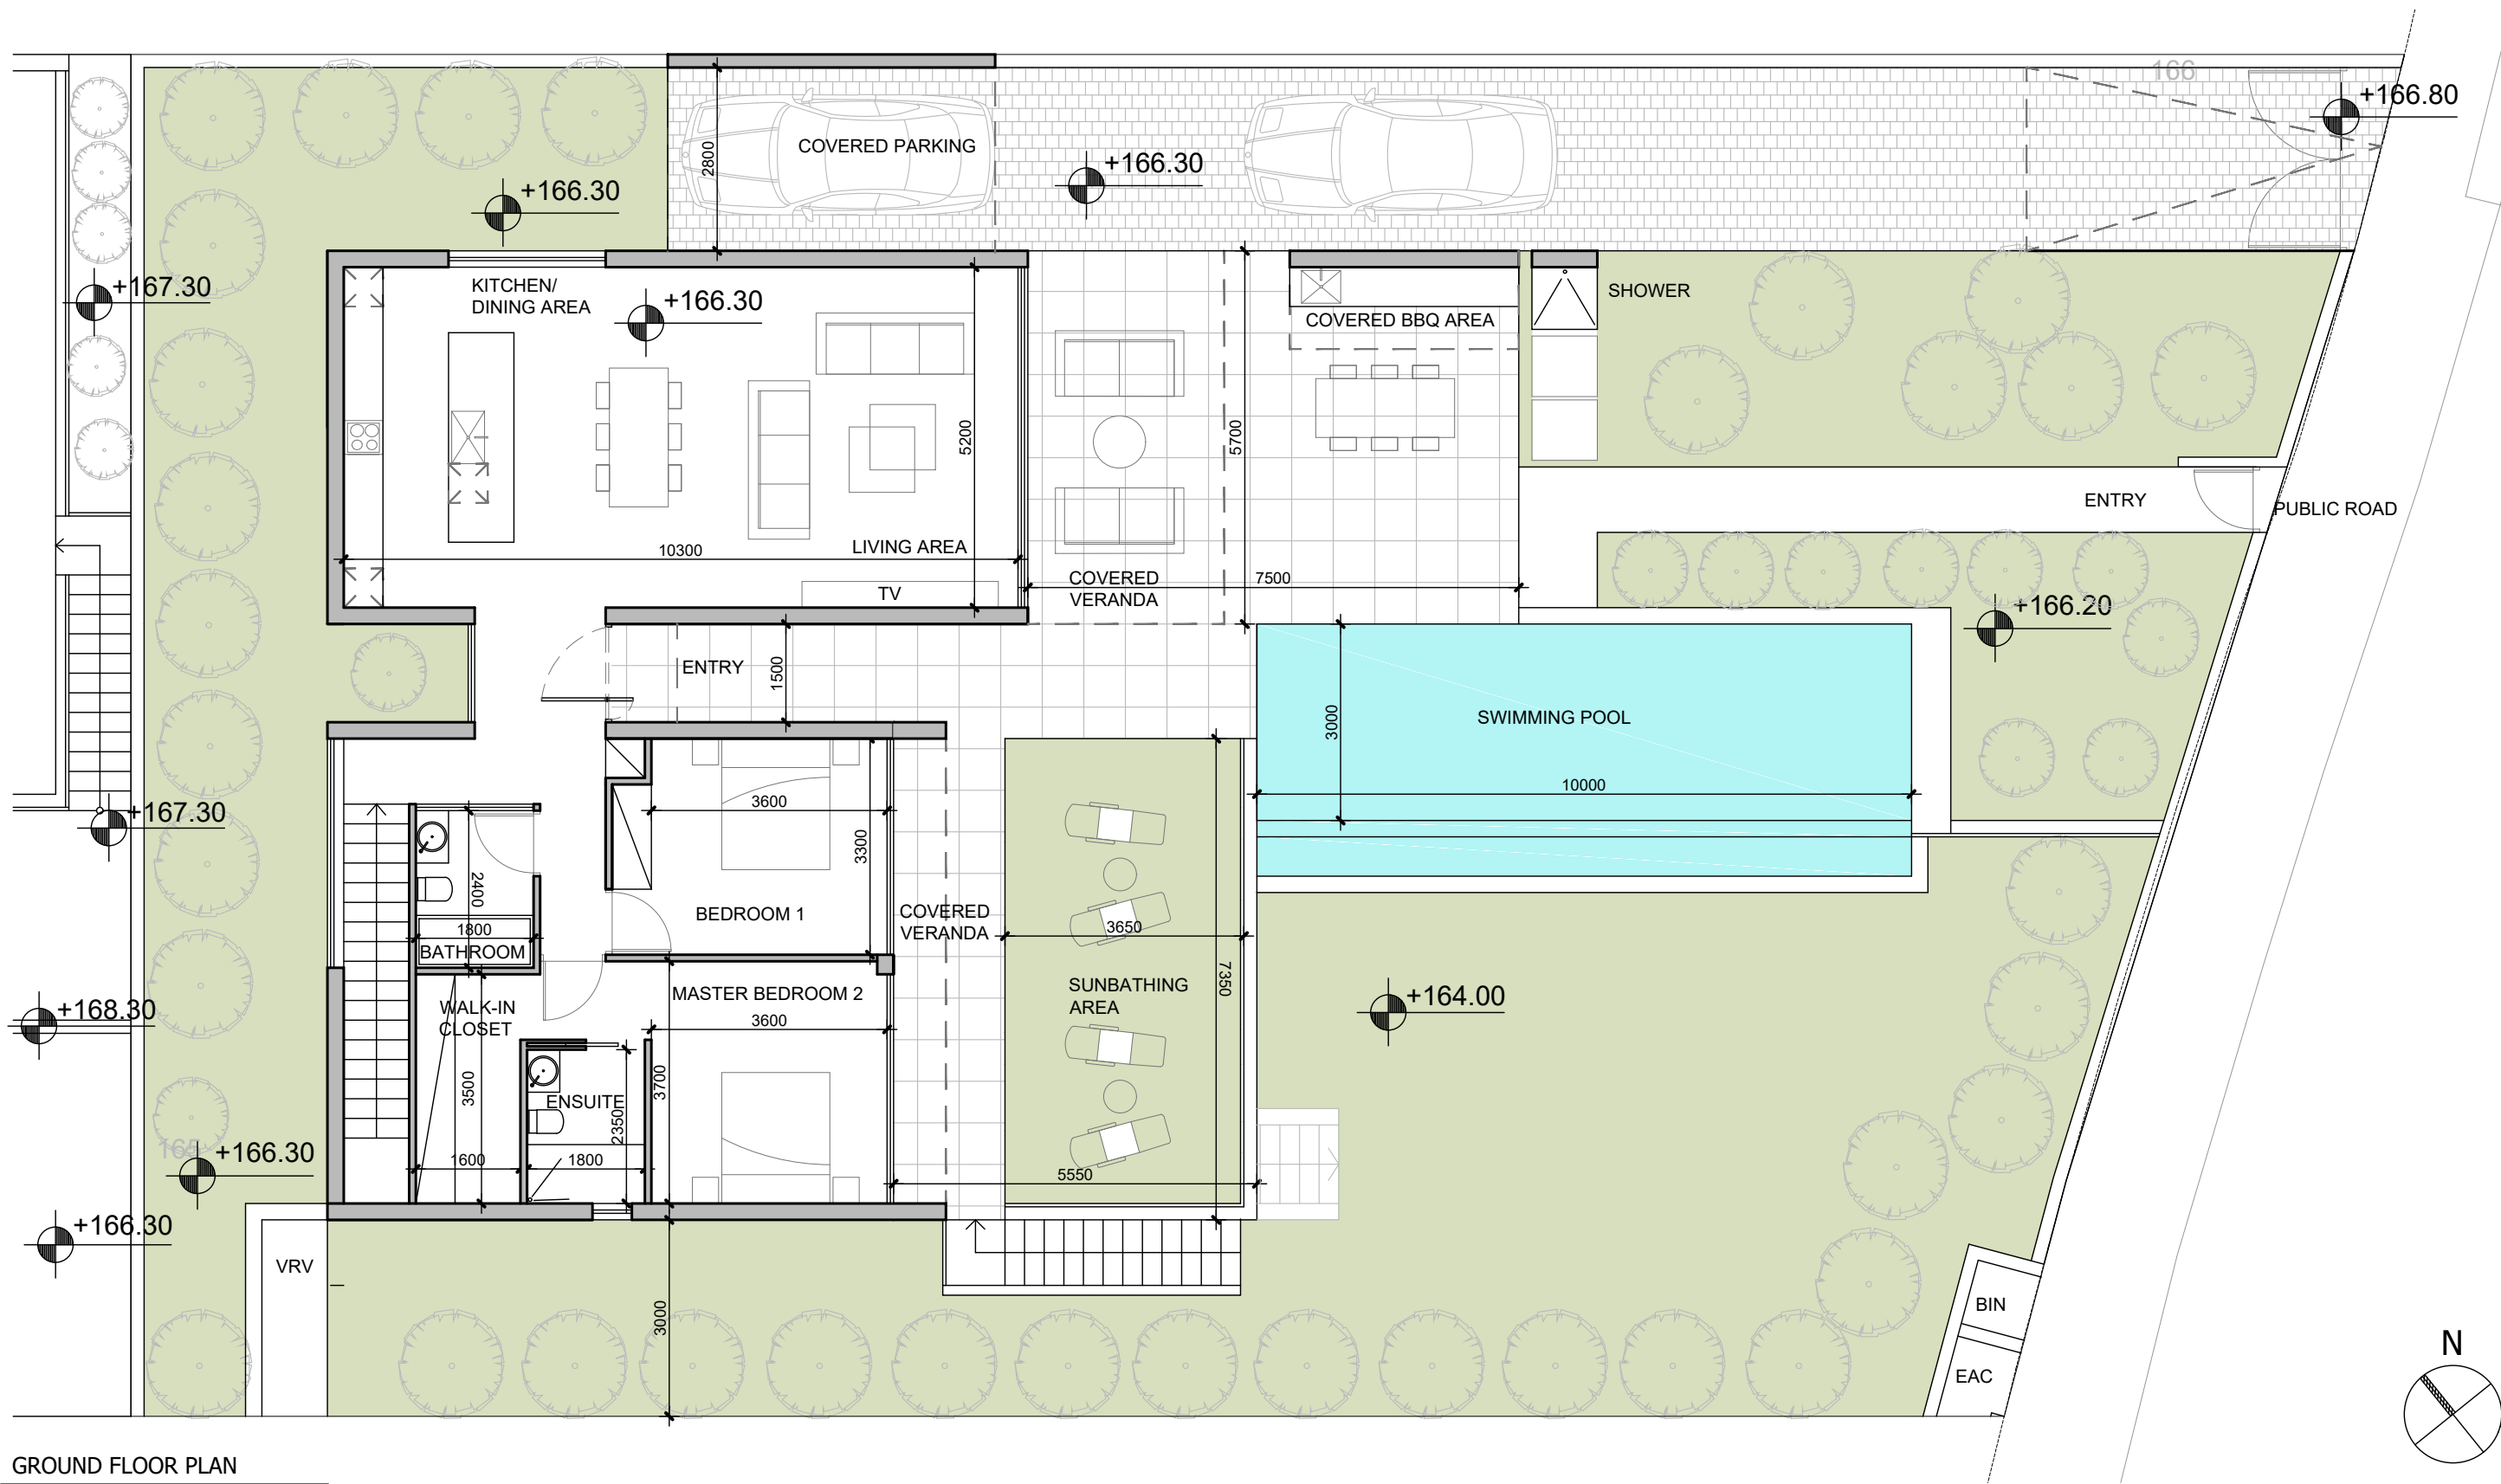 166
+166.80
COVERED PARKING
2800
+166.30
+166.30
+167.30
KITCHEN/
DINING AREA
+166.30
SHOWER
COVERED BBQ AREA
5200
5700
ENTRY
PUBLIC ROAD
10300
LIVING AREA
COVERED
VERANDA
7500
TV
+166.20
ENTRY
1500
3000
SWIMMING POOL
10000
+167.30
3600
3300
2400
BEDROOM 1
COVERED
VERANDA
1800
BATHROOM
3650
7350
SUNBATHING
AREA
+164.00
MASTER BEDROOM 2
3600
WALK-IN
CLOSET
+168.30
3500
ENSUITE
2350
3700
165
+166.30
1600
1800
5550
+166.30
VRV
3000
BIN
EAC
N
GROUND FLOOR PLAN